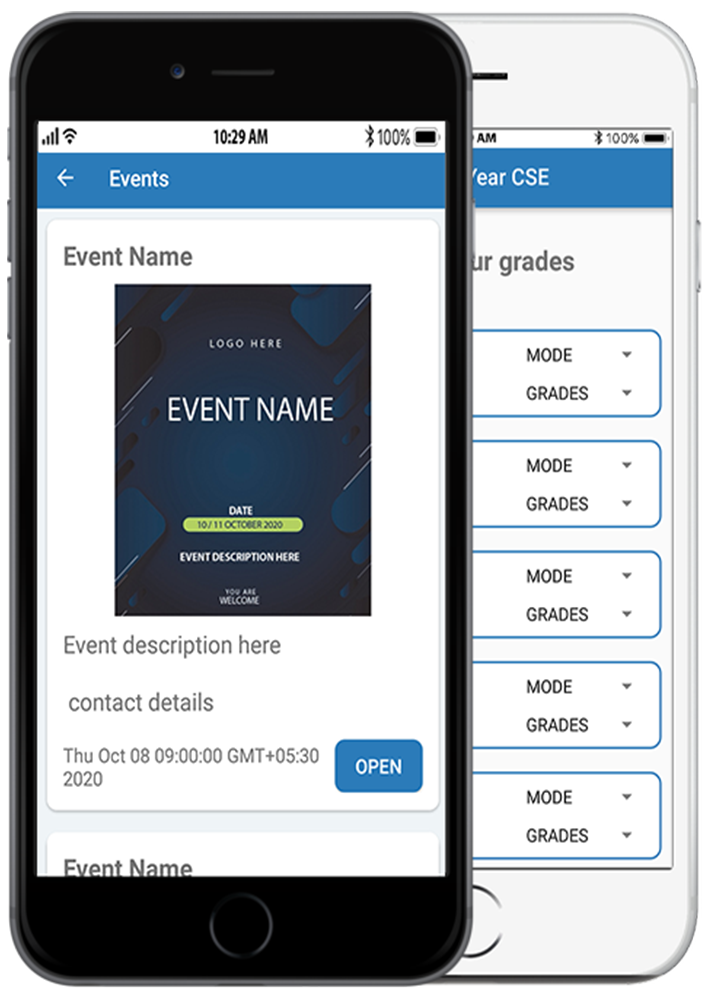 10:29 AM
100%
Events
Event Name
LOGO HERE
EVENT NAME
DATE
10 / 11 OCTOBER 2020
EVENT DESCRIPTION HERE
YOU ARE
WELCOME
Event description here
contact details
Thu Oct 08 09:00:00 GMT+05:30
2020
OPEN
Event Name
AM
100%
Year CSE
ur grades
MODE
GRADES
MODE
GRADES
MODE
GRADES
MODE
GRADES
MODE
GRADES